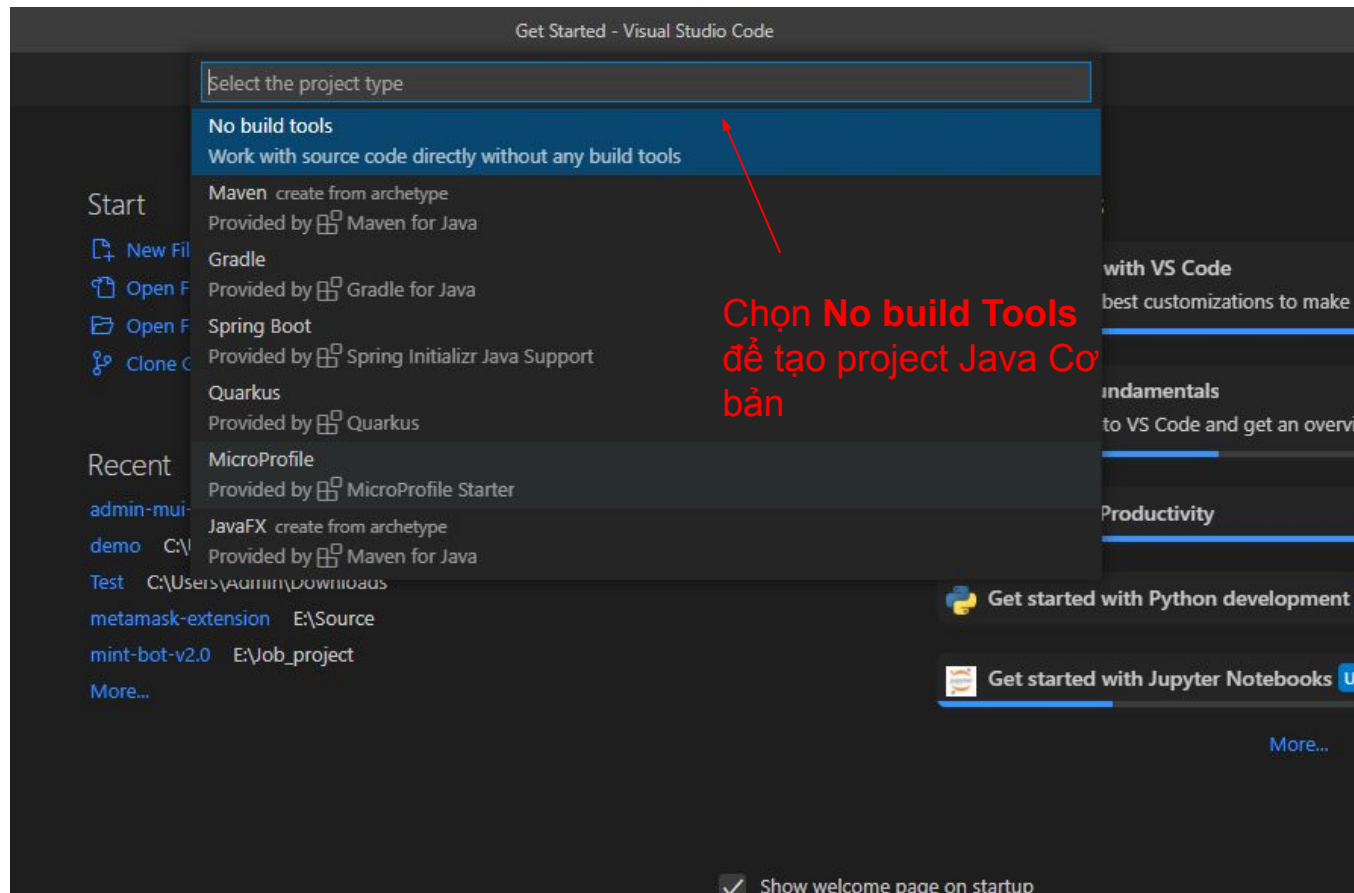 Get Started - Visual Studio Code
Select the project type
No build tools
Work with source code directly without any build tools
Maven create from archetype
Provided by Maven for Java
Gradle
Provided by Gradle for Java
Spring Boot
Provided by Spring Initializr Java Support
Quarkus
Provided by Quarkus
MicroProfile
Provided by MicroProfile Starter
JavaFX create from archetype
Provided by Maven for Java
Chọn No build Tools
để tạo project Java Cơ
bản
Start
New Fil
Open F
Open F
Clone G
Recent
admin-mui-
demo C:\
Test C:\Users\Admin\Downloads
metamask-extension E:\Source
mint-bot-v2.0 E:\Job_project
More...
with VS Code
best customizations to make
undamentals
to VS Code and get an overvi
Productivity
Get started with Python development
Get started with Jupyter Notebooks U
More...
Show welcome page on startup